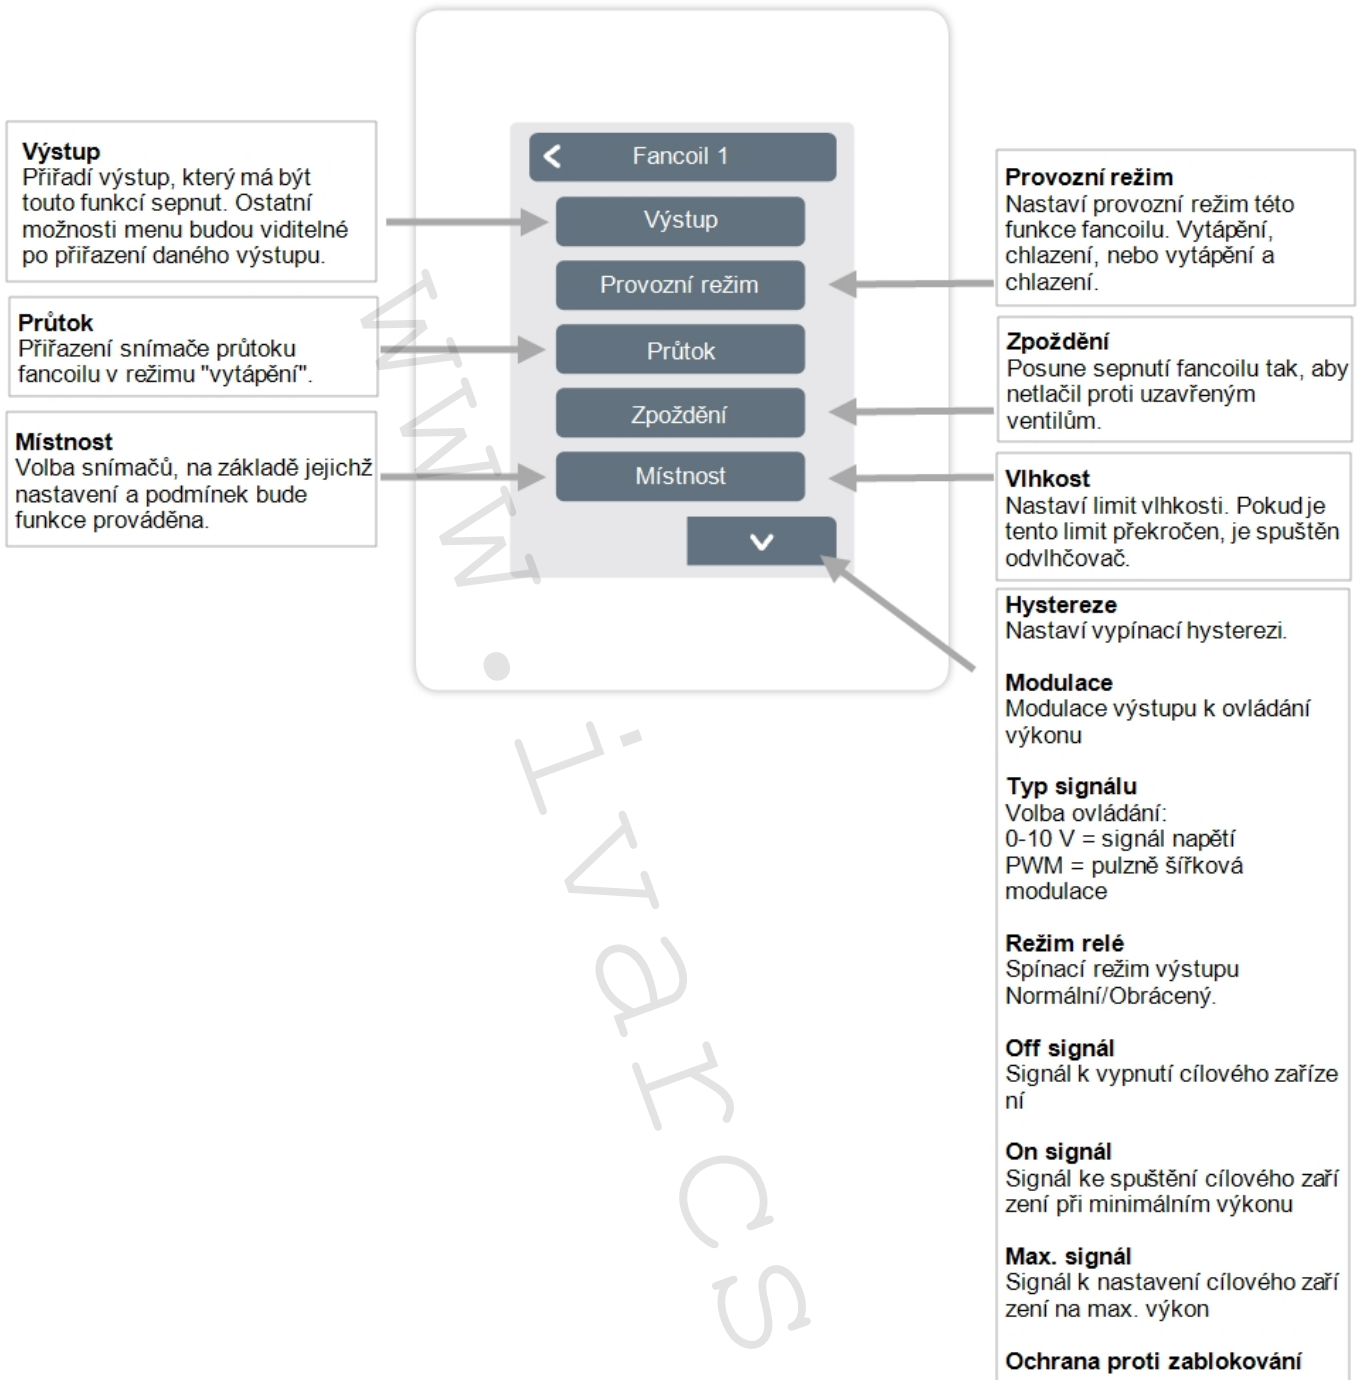 Výstup
Přiřadí výstup, který má být
touto funkcí sepnut. Ostatní
možnosti menu budou viditelné
po přiřazení daného výstupu.
Průtok
Přiřazení snímače průtoku
fancoilu v režimu "vytápění".
Místnost
Volba snímačů, na základě jejichž
nastavení a podmínek bude
funkce prováděna.
Fancoil 1
Výstup
Provozní režim
Průtok
Zpoždění
Místnost
Provozní režim
Nastaví provozní režim této
funkce fancoilu. Vytápění,
chlazení, nebo vytápění a
chlazení.
Zpoždění
Posune sepnutí fancoilu tak, aby
netlačil proti uzavřeným
ventilům.
Vlhkost
Nastaví limit vlhkosti. Pokud je
tento limit překročen, je spuštěn
odvlhčovač.
Hystereze
Nastaví vypínací hysterezi.
Modulace
Modulace výstupu k ovládání
výkonu
Typ signálu
Volba ovládání:
0-10 V = signál napětí
PWM = pulzně šířková
modulace
Režim relé
Spínací režim výstupu
Normální/Obrácený.
Off signál
Signál k vypnutí cílového zaříze
ní
On signál
Signál ke spuštění cílového zaří
zení při minimálním výkonu
Max. signál
Signál k nastavení cílového zaří
zení na max. výkon
Ochrana proti zablokování
www.ivarcs